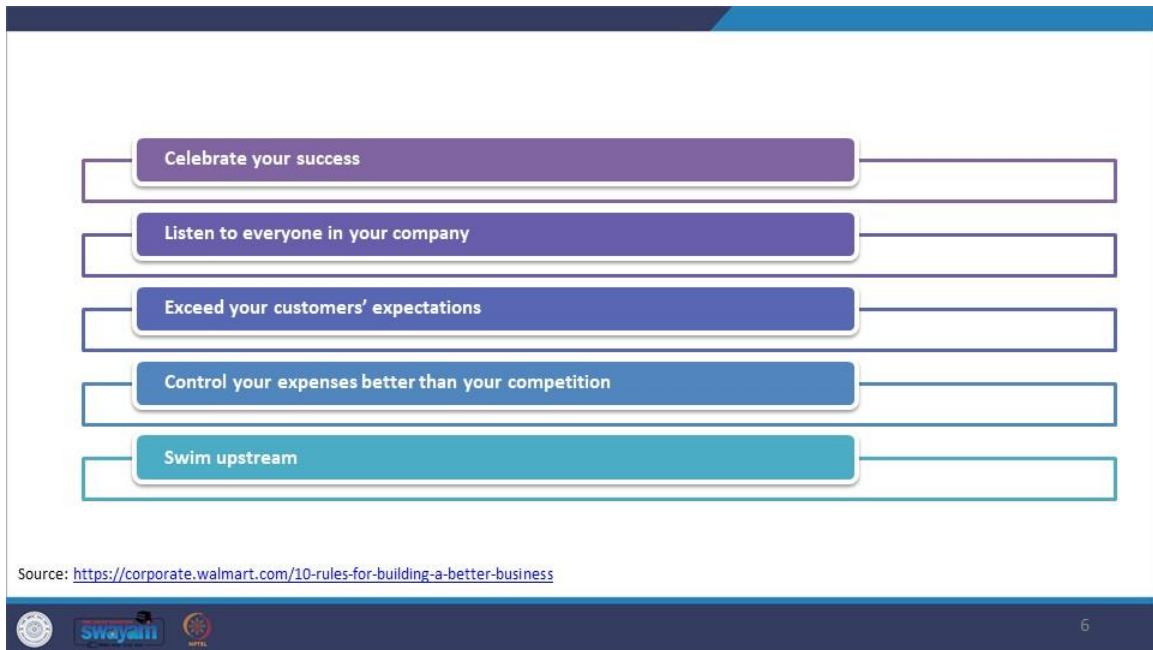 Celebrate your success
Listen to everyone in your company
Exceed your customers’ expectations
Control your expenses better than your competition
Swim upstream
Source: https://corporate.walmart.com/10-rules-for-building-a-better-business
swayam
NPTEL
6